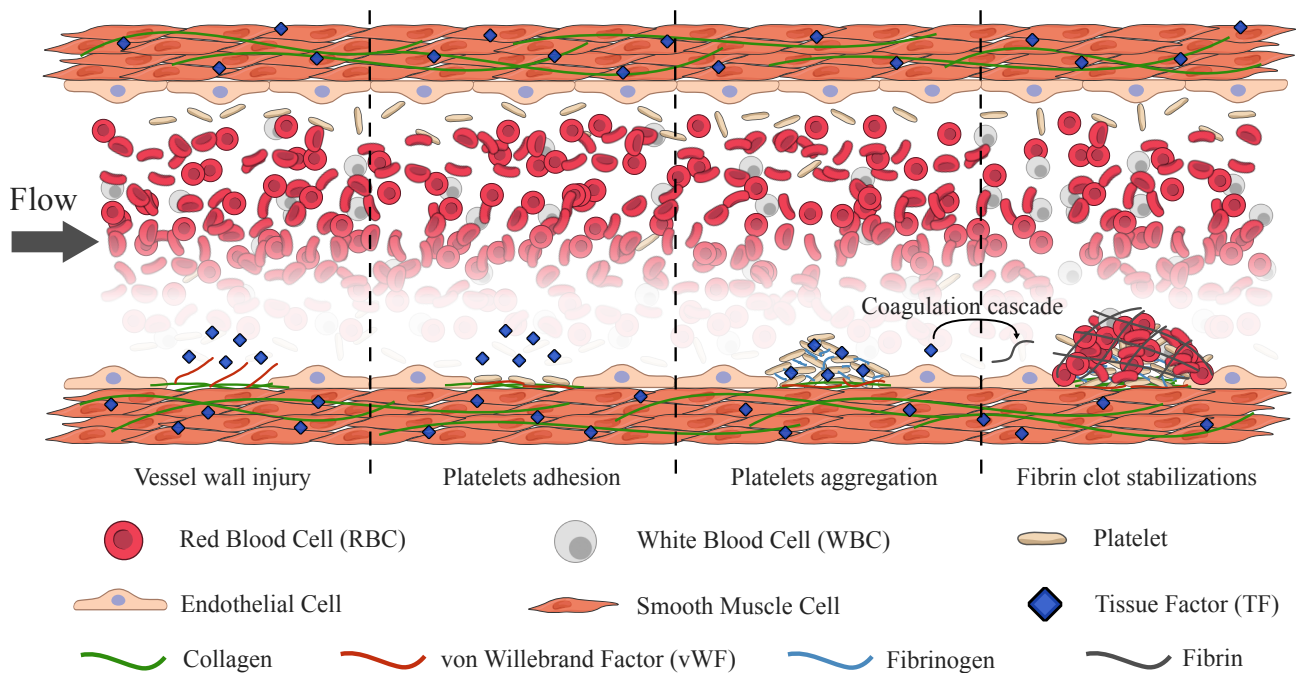 Flow
Coagulation cascade
Vessel wall injury
Platelets adhesion
Platelets aggregation
Fibrin clot stabilizations
Red Blood Cell (RBC)
White Blood Cell (WBC)
Platelet
Endothelial Cell
Smooth Muscle Cell
Tissue Factor (TF)
Collagen
von Willebrand Factor (vWF)
Fibrinogen
Fibrin